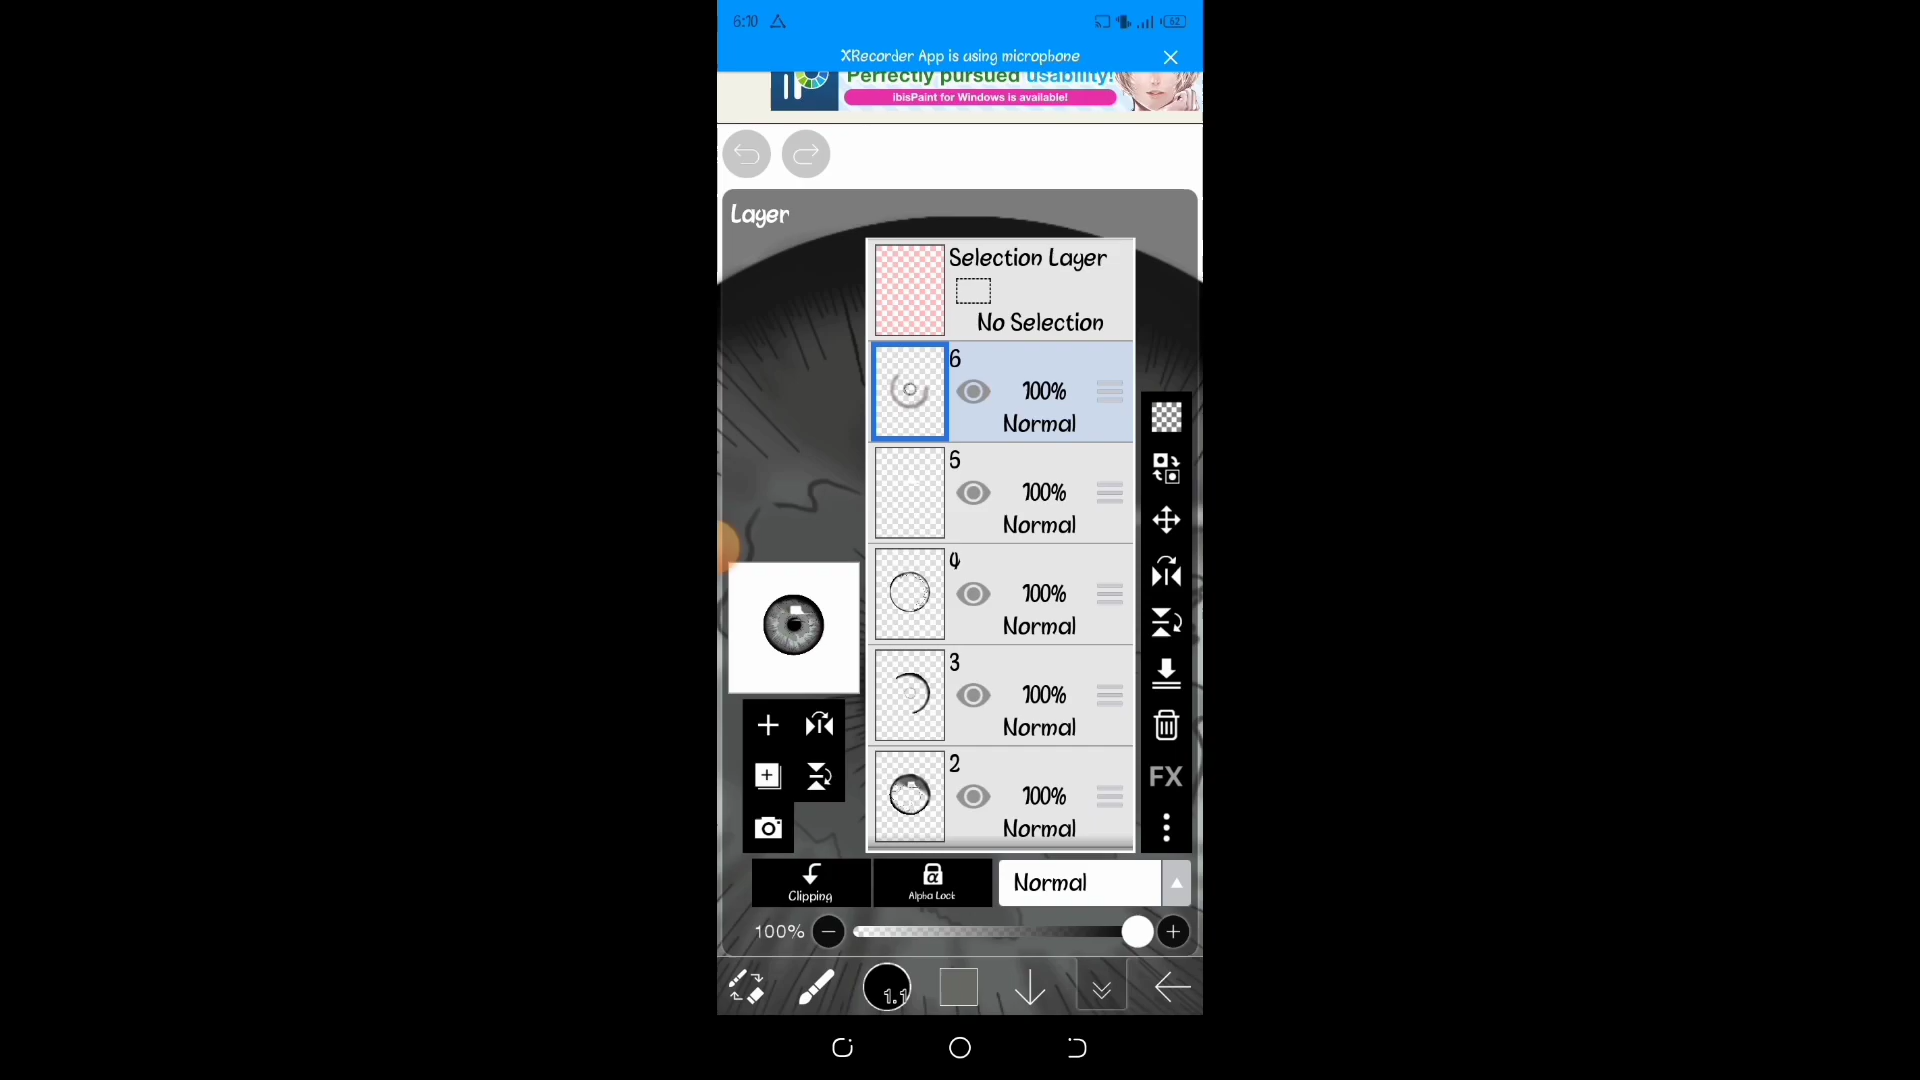 6:10
62
XRecorder App is using microphone
Perfectly pursued usability!
ibisPaint for Windows is available!
Layer
Selection Layer
No Selection
6
100%
Normal
5
100%
Normal
4
100%
Normal
3
100%
Normal
2
100%
Normal
FX
Clipping
α
Alpha Lock
Normal
100%
1.1